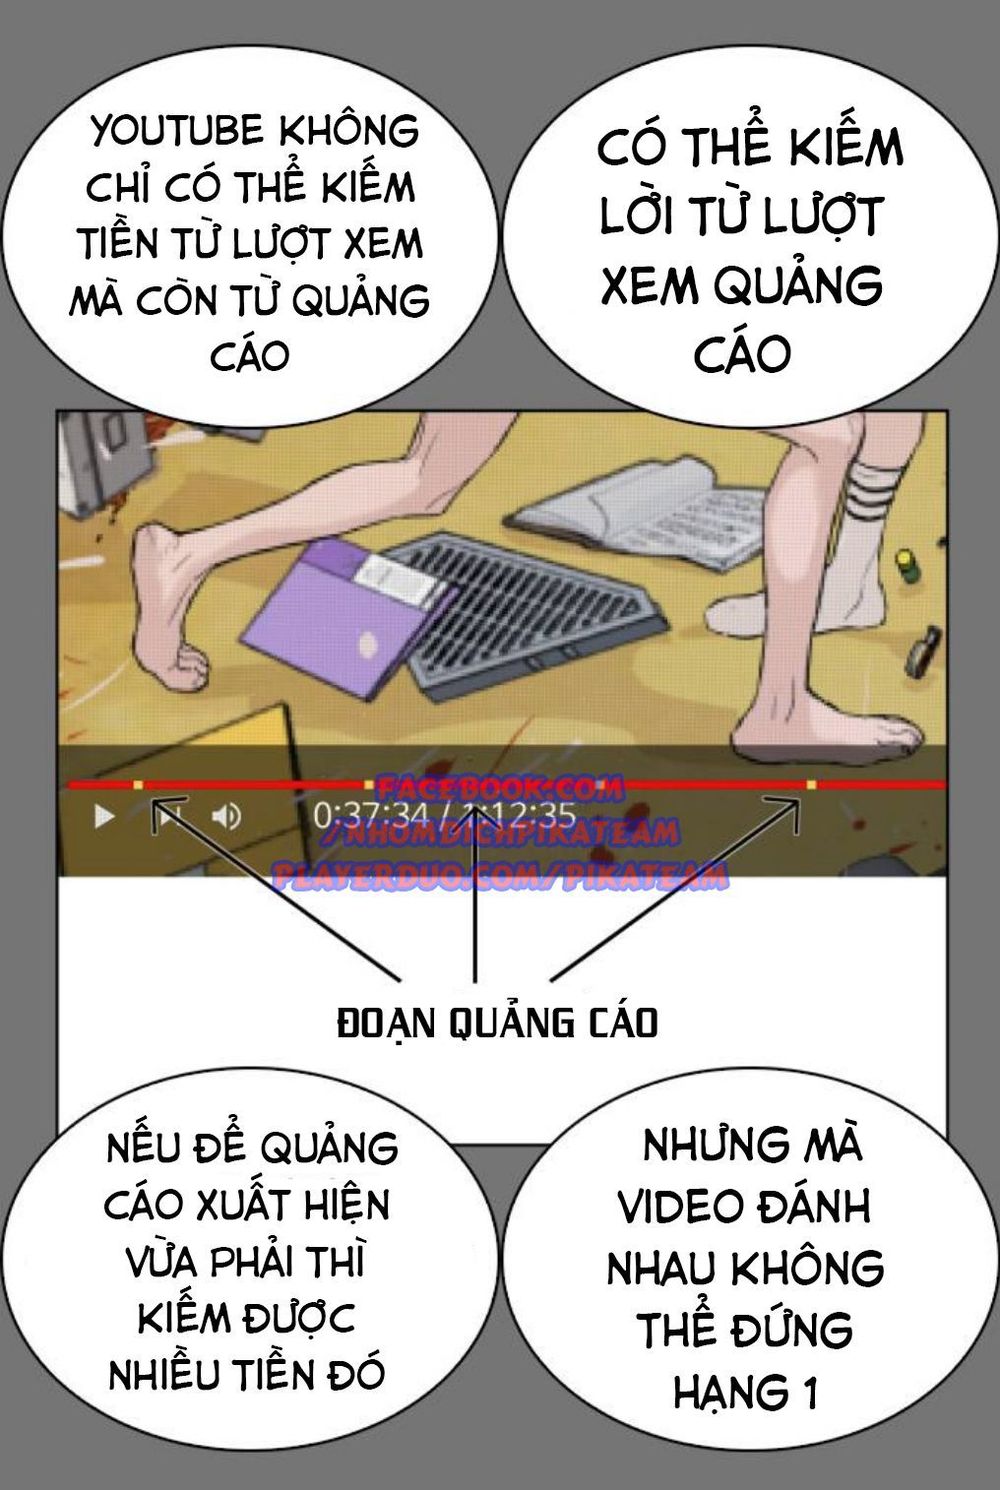 YOUTUBE KHÔNG
CHỈ CÓ THỂ KIẾM
TIỀN TỪ LƯỢT XEM
MÀ CÒN TỪ QUẢNG
CÁO
CÓ THỂ KIẾM
LỜI TỪ LƯỢT
XEM QUẢNG
CÁO
FACEBOOK.COM
0:37:34 / 1:12:35
/NHOMDICHPIKATEAM
PLAYERDUO.COM/PIKATEAM
ĐOẠN QUẢNG CÁO
NẾU ĐỂ QUẢNG
CÁO XUẤT HIỆN
VỪA PHẢI THÌ
KIẾM ĐƯỢC
NHIỀU TIỀN ĐÓ
NHƯNG MÀ
VIDEO ĐÁNH
NHAU KHÔNG
THỂ ĐỨNG
HẠNG 1